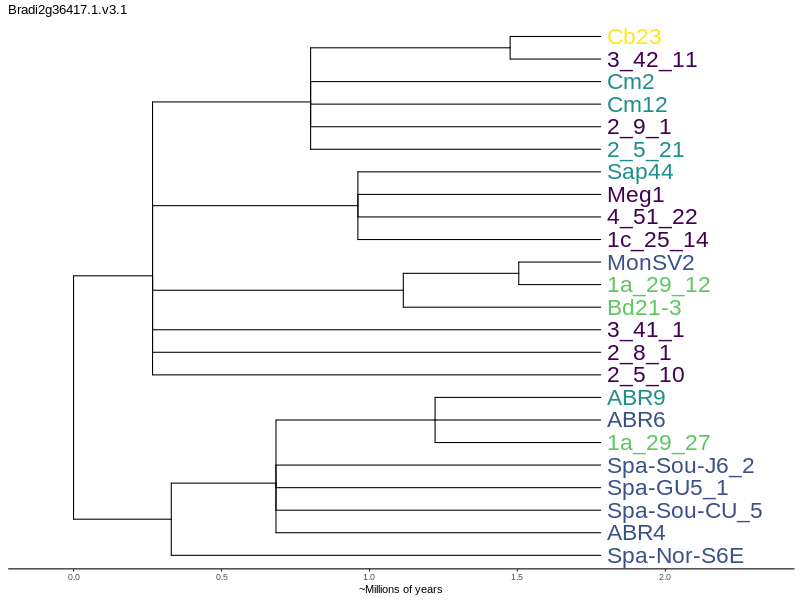 Bradi2g36417.1.v3.1
Cb23
3_42_11
Cm2
Cm12
2_9_1
2_5_21
Sap44
Meg1
4_51_22
1c_25_14
MonSV2
1a_29_12
Bd21-3
3_41_1
2_8_1
2_5_10
ABR9
ABR6
1a_29_27
Spa-Sou-J6_2
Spa-GU5_1
Spa-Sou-CU_5
ABR4
Spa-Nor-S6E
0.0 0.5 1.0 1.5 2.0
~Millions of years